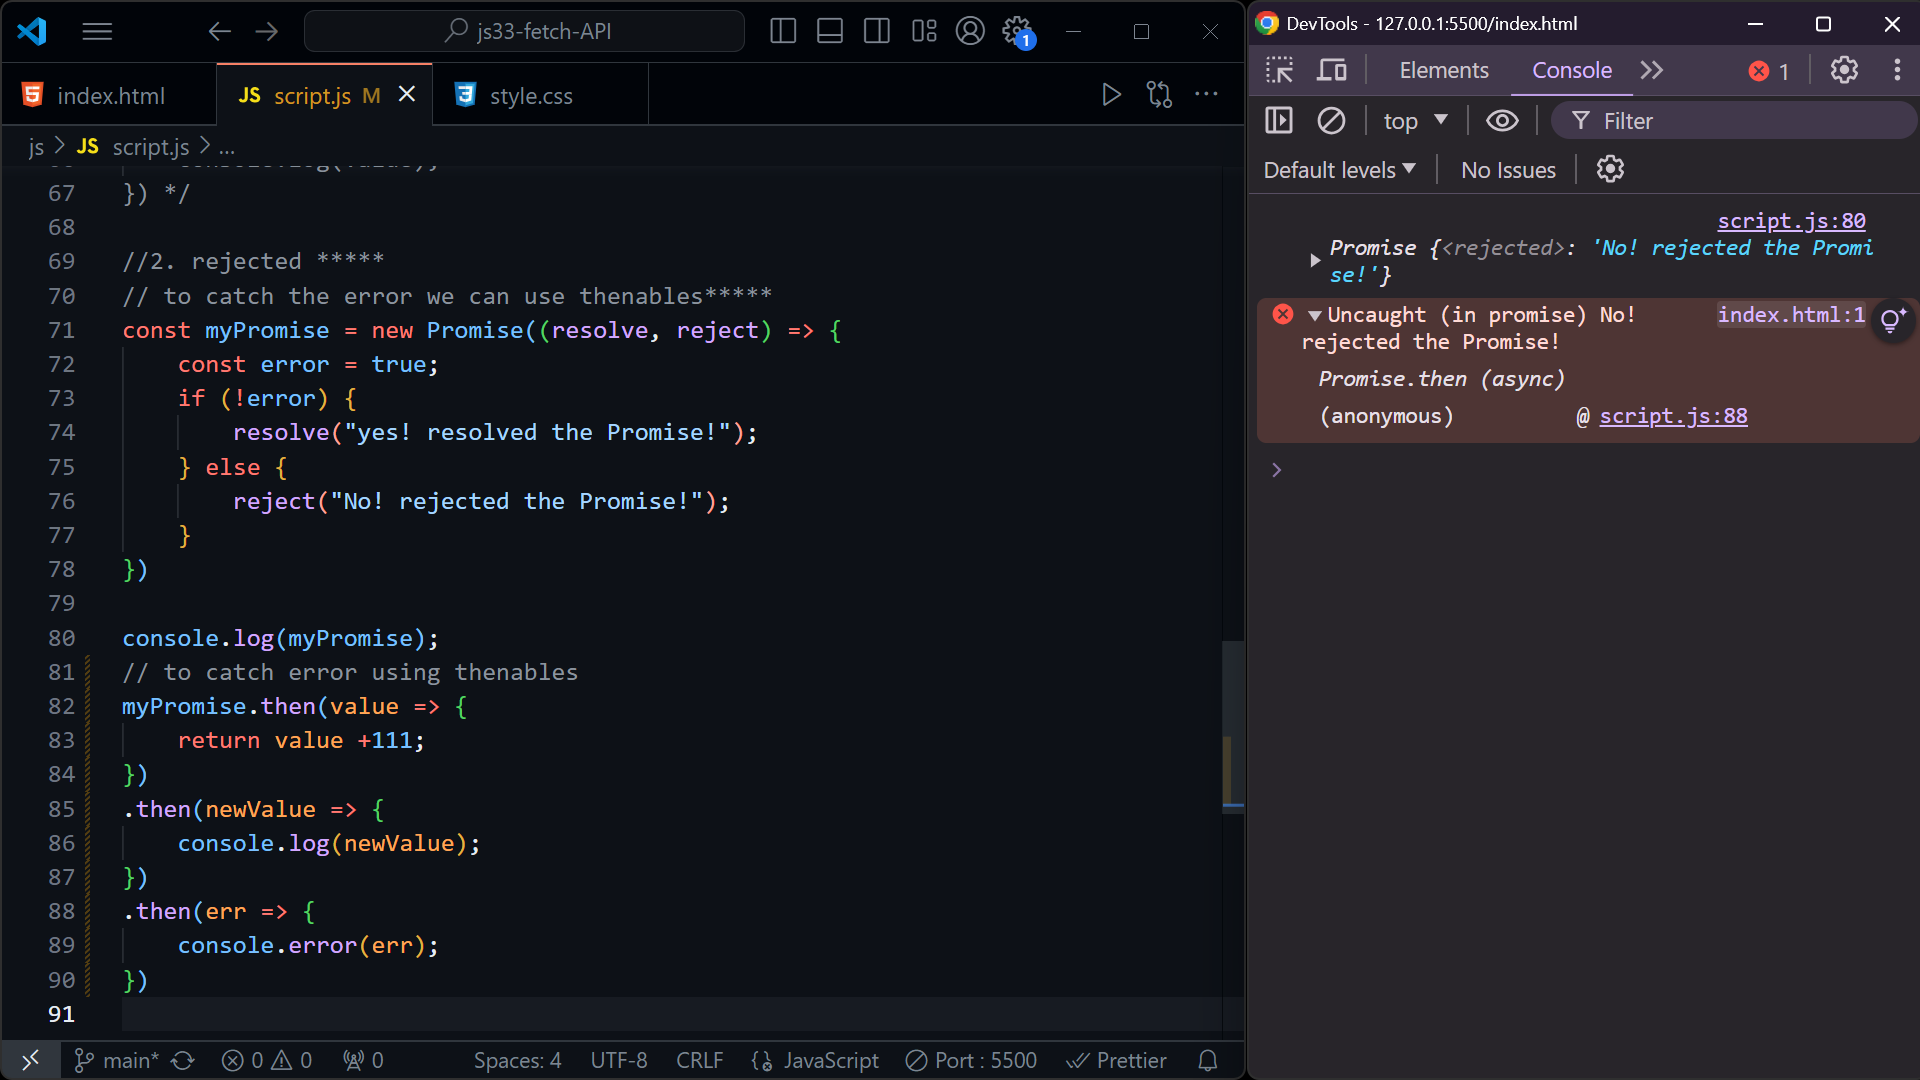 js33-fetch-API
1
index.html
JS script.js M
style.css
js > JS script.js > ...
67 }) */
68
69 //2. rejected *****
70 // to catch the error we can use thenables*****
71 const myPromise = new Promise((resolve, reject) => {
72 const error = true;
73 if (!error) {
74 resolve("yes! resolved the Promise!");
75 } else {
76 reject("No! rejected the Promise!");
77 }
78 })
79
80 console.log(myPromise);
81 // to catch error using thenables
82 myPromise.then(value => {
83 return value +111;
84 })
85 .then(newValue => {
86 console.log(newValue);
87 })
88 .then(err => {
89 console.error(err);
90 })
91
main* 0 0 0 Spaces: 4 UTF-8 CRLF JavaScript Port : 5500 Prettier
DevTools - 127.0.0.1:5500/index.html
Elements Console 1
top Filter
Default levels No Issues
script.js:80
Promise {<rejected>: 'No! rejected the Promi
se!'}
Uncaught (in promise) No! index.html:1
rejected the Promise!
Promise.then (async)
(anonymous) @ script.js:88